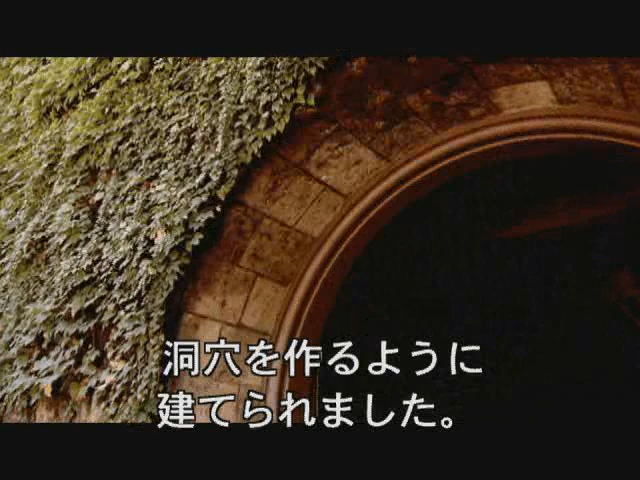 洞穴を作るように
建てられました。